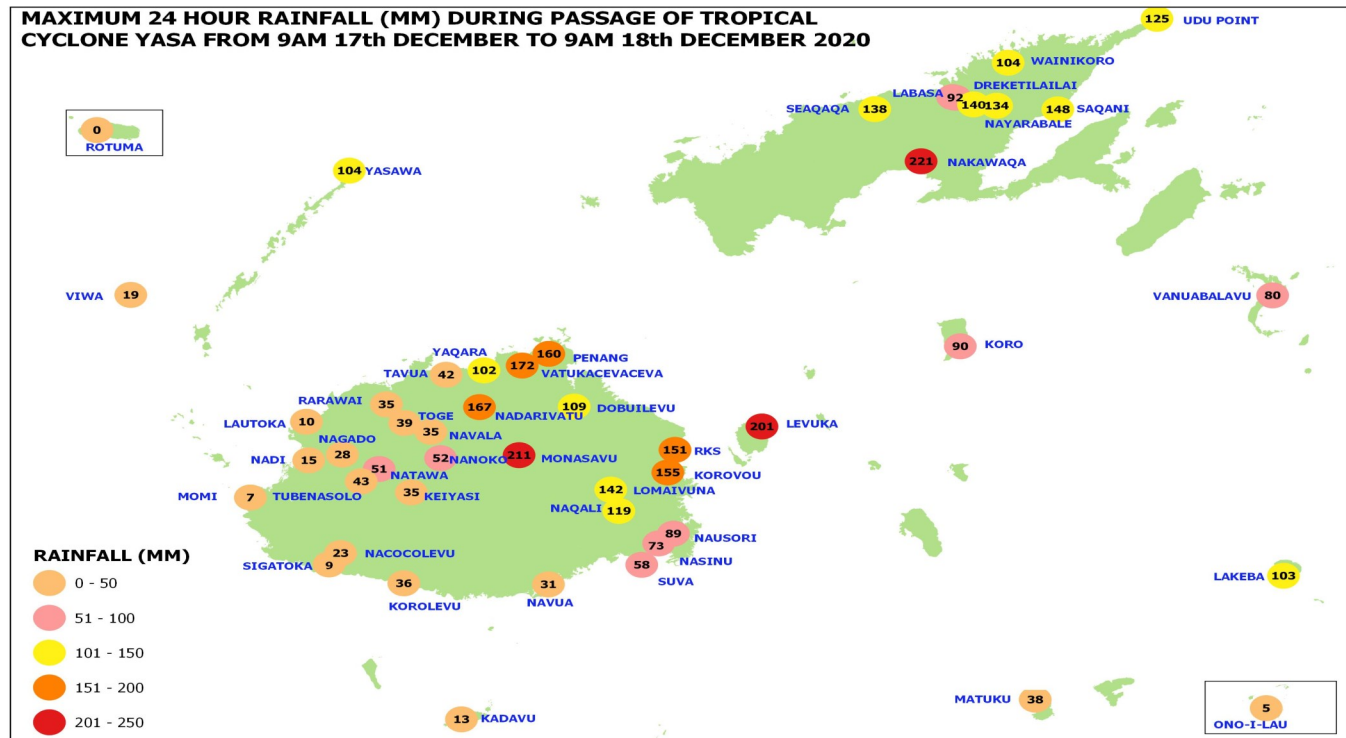 MAXIMUM 24 HOUR RAINFALL (MM) DURING PASSAGE OF TROPICAL
CYCLONE YASA FROM 9AM 17th DECEMBER TO 9AM 18th DECEMBER 2020
125
UDU POINT
104
WAINIKORO
DREKETILAILAI
LABASA
92
140
134
NAYARABALE
SEAQAQA
138
148
SAQANI
0
ROTUMA
221
NAKAWAQA
104
YASAWA
VIWA
19
VANUABALAVU
80
90
KORO
YAQARA
102
160
PENANG
TAVUA
42
172
VATUKACEVACEVA
RARAWAI
35
167
NADARIVATU
109
DOBUILEVU
LAUTOKA
10
39
TOGE
35
NAVALA
201
LEVUKA
NAGADO
28
NADI
15
51
NATAWA
52
NANOKO
211
MONASAVU
151
RKS
155
KOROVOU
MOMI
7
TUBENASOLO
43
35
KEIYASI
142
LOMAIVUNA
NAQALI
119
89
NAUSORI
73
NASINU
58
SUVA
23
NACOCOLEVU
SIGATOKA
9
36
KOROLEVU
31
NAVUA
LAKEBA
103
RAINFALL (MM)
0 - 50
51 - 100
101 - 150
151 - 200
201 - 250
13
KADAVU
MATUKU
38
5
ONO-I-LAU